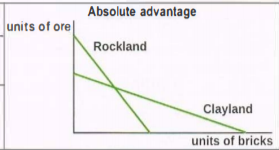 Absolute advantage
units of ore
Rockland
Clayland
units of bricks